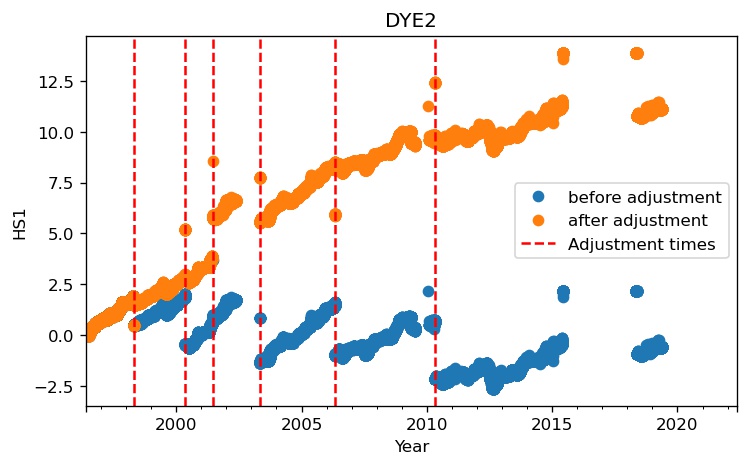 DYE2
12.5
10.0
7.5
5.0
2.5
0.0
−2.5
HS1
before adjustment
after adjustment
Adjustment times
2000
2005
2010
2015
2020
Year